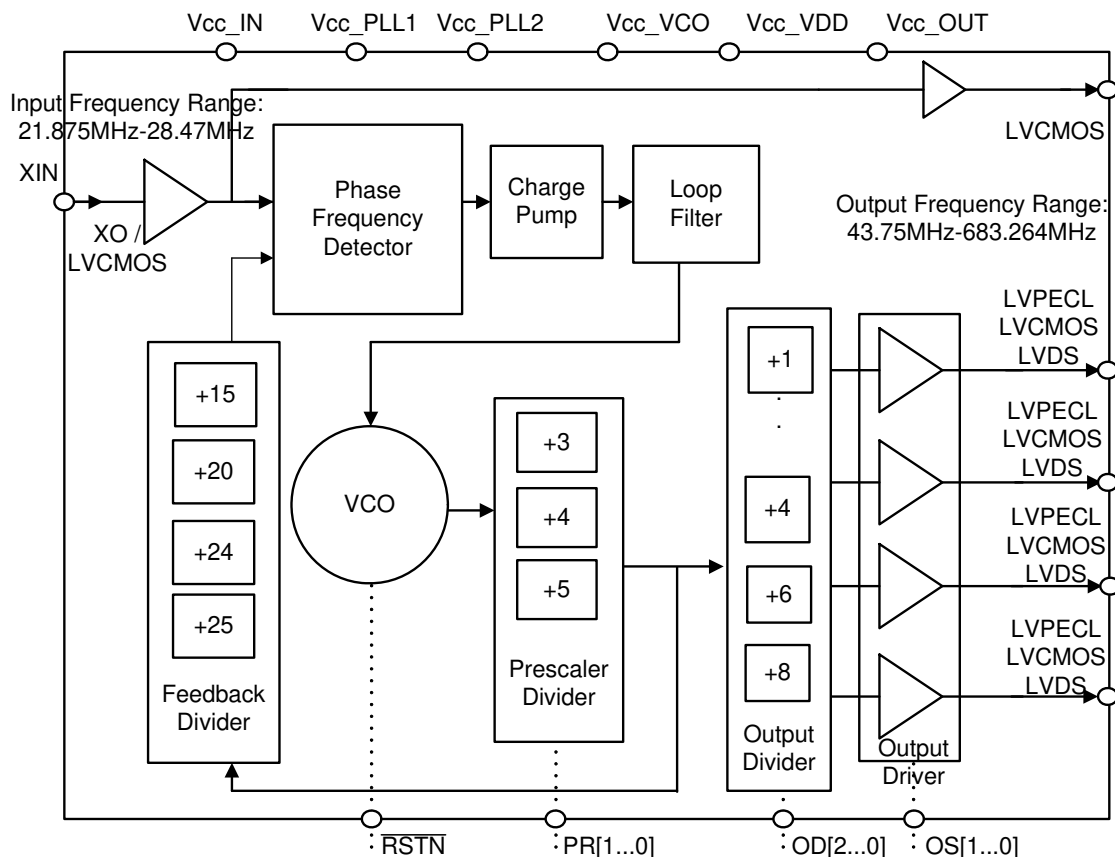 Vcc_IN
Vcc_PLL1
Vcc_PLL2
Vcc_VCO
Vcc_VDD
Vcc_OUT
Input Frequency Range:
21.875MHz-28.47MHz
XIN
XO /
LVCMOS
Phase
Frequency
Detector
Charge
Pump
Loop
Filter
LVCMOS
Output Frequency Range:
43.75MHz-683.264MHz
+15
+20
+24
+25
Feedback
Divider
VCO
+3
+4
+5
Prescaler
Divider
+1
+4
+6
+8
Output
Divider
Output
Driver
LVPECL
LVCMOS
LVDS
LVPECL
LVCMOS
LVDS
LVPECL
LVCMOS
LVDS
LVPECL
LVCMOS
LVDS
RSTN
PR[1...0]
OD[2...0]
OS[1...0]